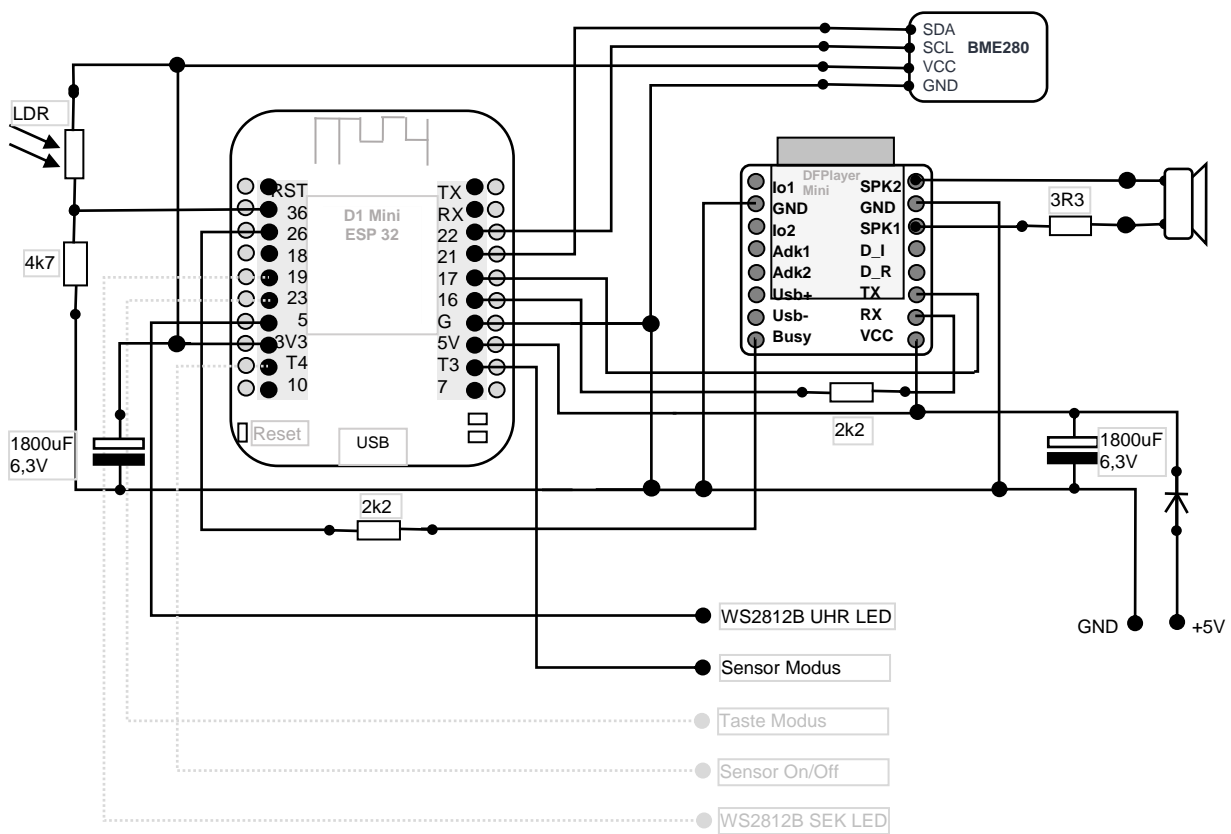 SDA
SCL
BME280
VCC
GND
LDR
4k7
D1 Mini
ESP 32
RST
36
26
18
19
23
5
3V3
T4
10
TX
RX
22
21
17
16
G
5V
T3
7
Reset
USB
DFPlayer
Mini
Io1
GND
Io2
Adk1
Adk2
Usb+
Usb-
Busy
SPK2
GND
SPK1
D_I
D_R
TX
RX
VCC
3R3
2k2
1800uF
6,3V
1800uF
6,3V
2k2
WS2812B UHR LED
GND
+5V
Sensor Modus
Taste Modus
Sensor On/Off
WS2812B SEK LED